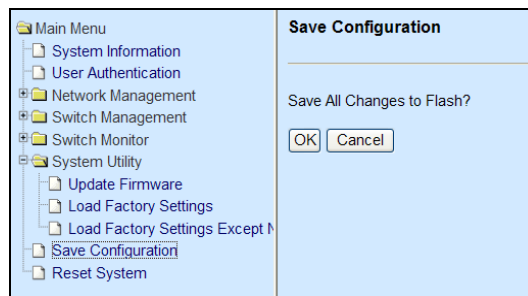 Main Menu
System Information
User Authentication
Network Management
Switch Management
Switch Monitor
System Utility
Update Firmware
Load Factory Settings
Load Factory Settings Except N
Save Configuration
Reset System
Save Configuration
Save All Changes to Flash?
OK Cancel